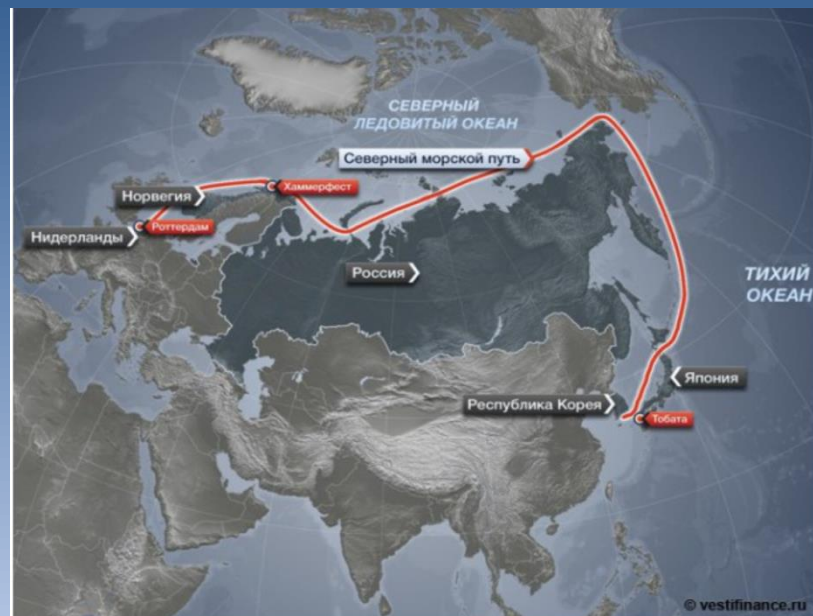 СЕВЕРНЫЙ
ЛЕДОВИТЫЙ ОКЕАН
Северный морской путь
Хаммерфест
Норвегия
Роттердам
Нидерланды
Россия
ТИХИЙ
ОКЕАН
Япония
Республика Корея
Тобата
© vestifinance.ru